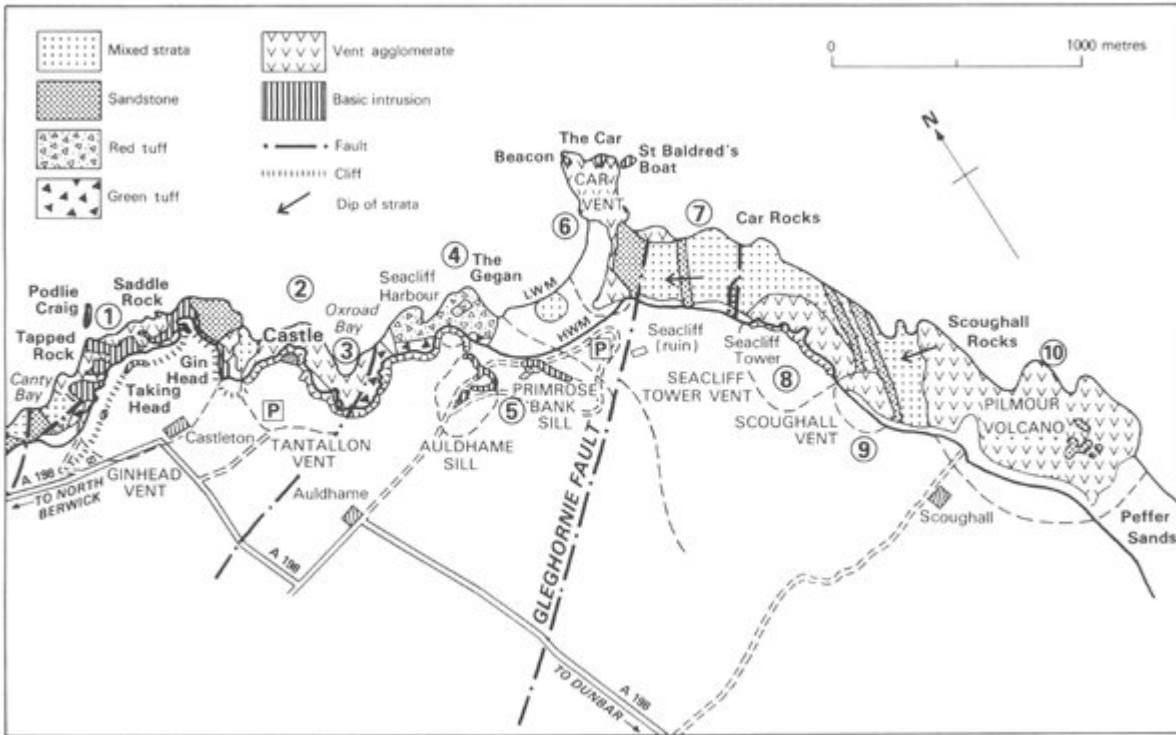 Mixed strata
Sandstone
Red tuff
Green tuff
Vent agglomerate
Basic intrusion
Fault
Cliff
Dip of strata
0
1000 metres
N
The Car
Beacon
St Baldred's
Boat
CAR
VENT
7
Car Rocks
6
4
The
Gegan
Seacliff
Harbour
LWM
HWM
2
Oxroad
Bay
Castle
3
Saddle
Rock
Podlie
Craig
1
Tapped
Rock
Canty
Bay
Gin
Head
Taking
Head
P
Castleton
GINHEAD
VENT
TANTALLON
VENT
A 198
TO NORTH
BERWICK
A 198
Auldhame
AULDHAME
SILL
5
PRIMROSE
BANK
SILL
P
Seacliff
(ruin)
Seacliff
Tower
8
SEACLIFF
TOWER VENT
SCOUGHALL
VENT
9
Scoughall
Rocks
10
PILMOUR
VOLCANO
Scoughall
Peffer
Sands
GLEGHORNIE FAULT
TO DUNBAR
A 198